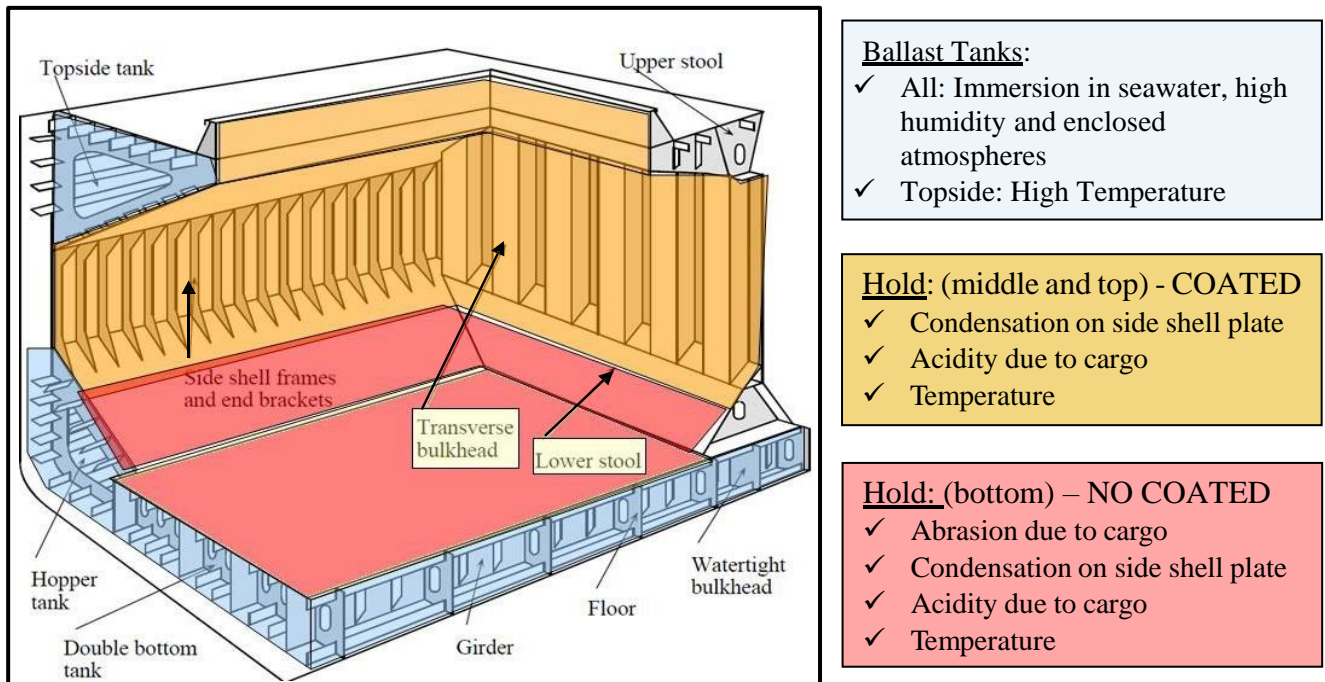 Topside tank
Upper stool
Side shell frames
and end brackets
Transverse
bulkhead
Lower stool
Hopper
tank
Double bottom
tank
Girder
Floor
Watertight
bulkhead
Ballast Tanks:
✓ All: Immersion in seawater, high
humidity and enclosed
atmospheres
✓ Topside: High Temperature
Hold: (middle and top) - COATED
✓ Condensation on side shell plate
✓ Acidity due to cargo
✓ Temperature
Hold: (bottom) – NO COATED
✓ Abrasion due to cargo
✓ Condensation on side shell plate
✓ Acidity due to cargo
✓ Temperature